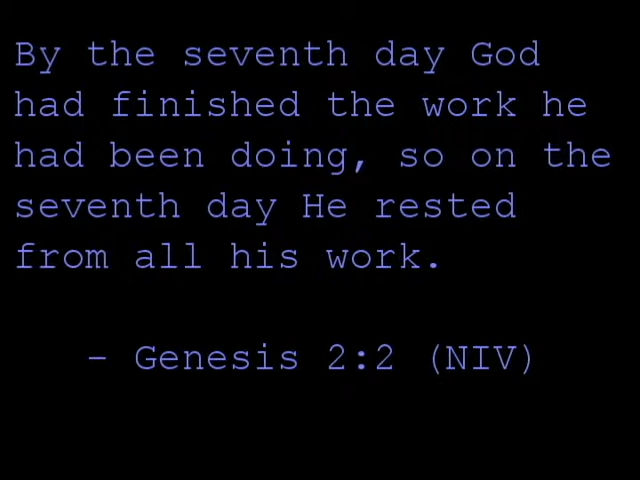 By the seventh day God
had finished the work he
had been doing, so on the
seventh day He rested
from all his work.
- Genesis 2:2 (NIV)